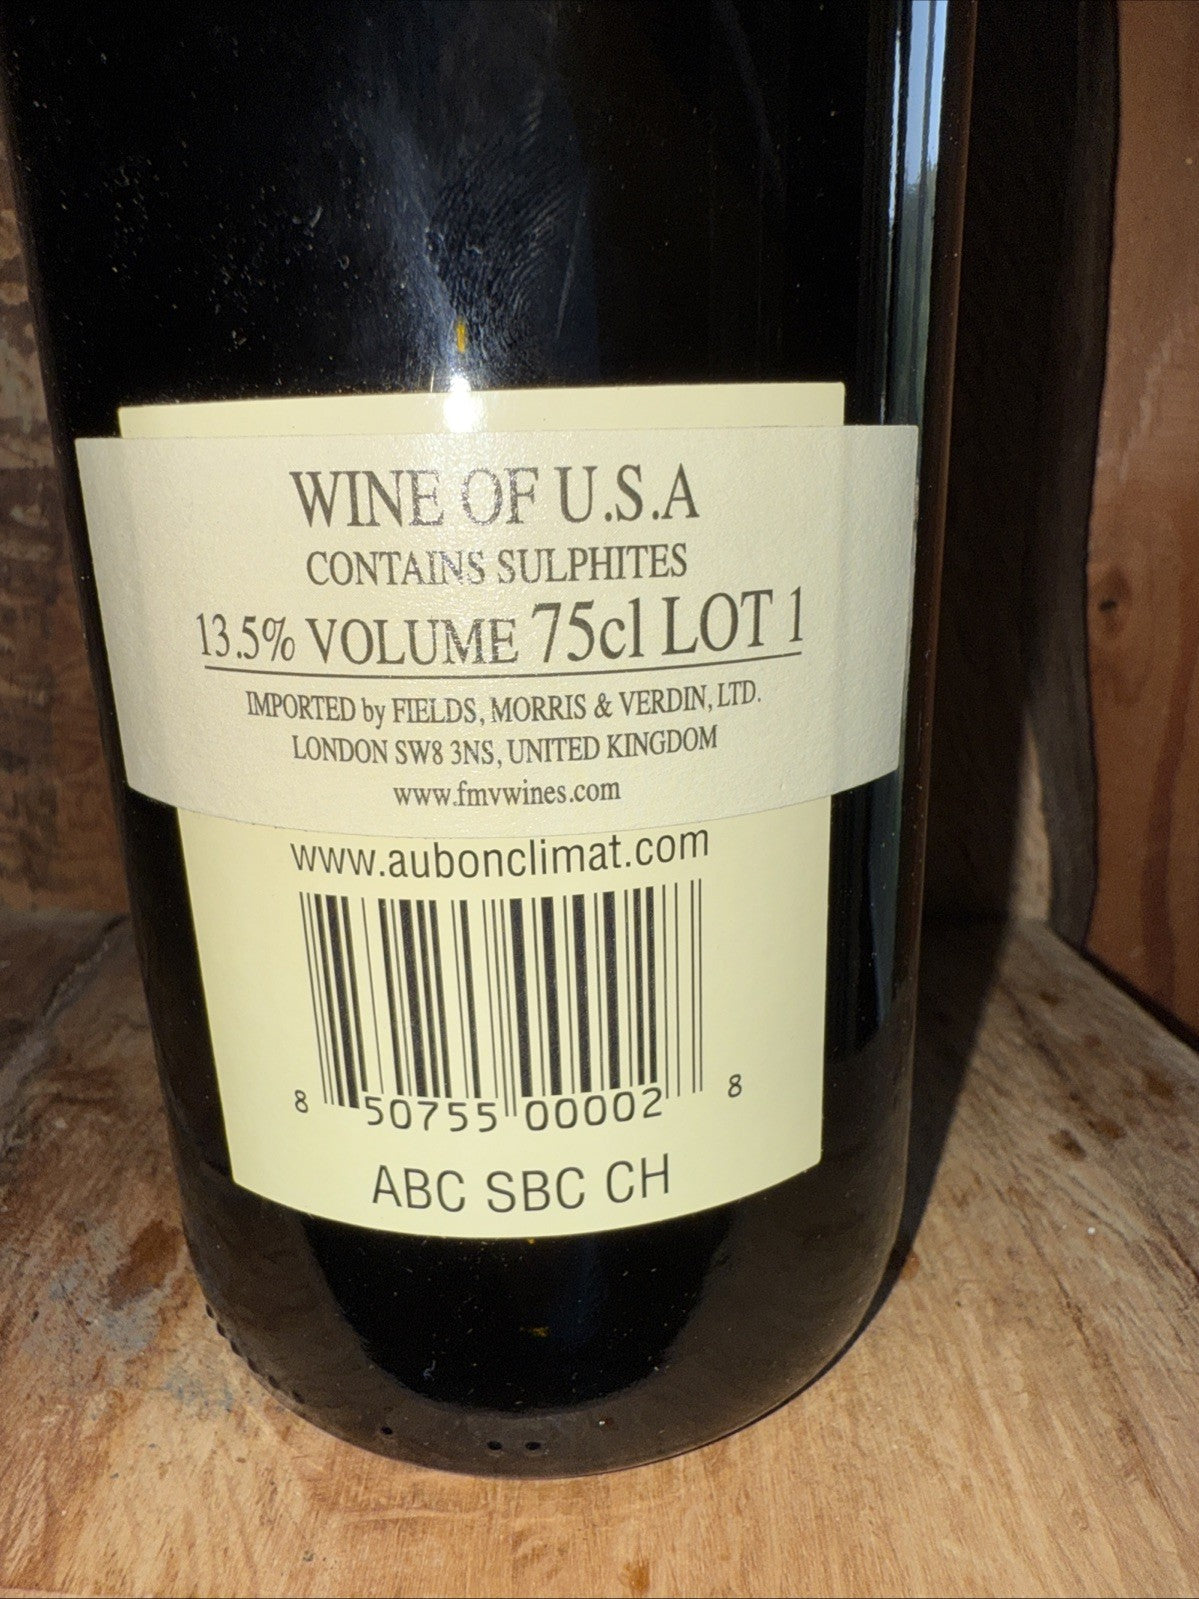 WINE OF U.S.A
CONTAINS SULPHITES
13.5% VOLUME 75cl LOT 1
IMPORTED by FIELDS, MORRIS & VERDIN, LTD.
LONDON SW8 3NS, UNITED KINGDOM
www.fmvwines.com
www.aubonclimat.com
8 50755 00002 8
ABC SBC CH